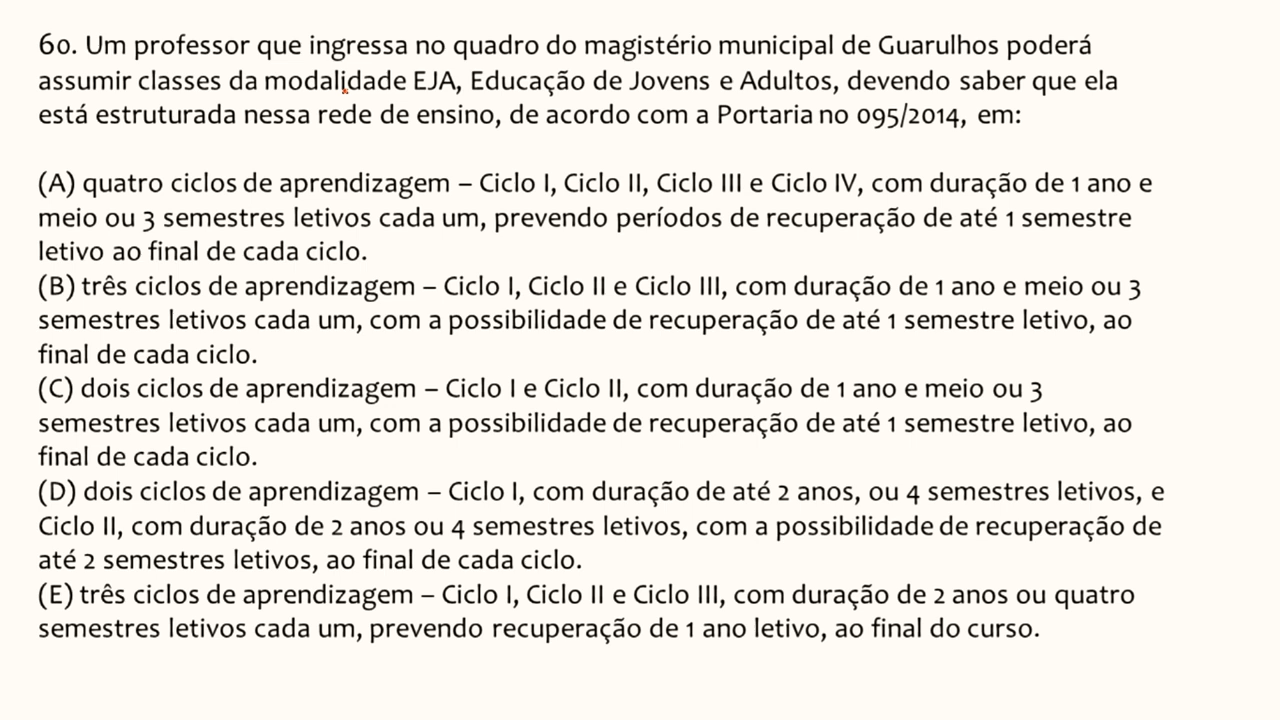 60. Um professor que ingressa no quadro do magistério municipal de Guarulhos poderá
assumir classes da modalidade EJA, Educação de Jovens e Adultos, devendo saber que ela
está estruturada nessa rede de ensino, de acordo com a Portaria no 095/2014, em:
(A) quatro ciclos de aprendizagem – Ciclo I, Ciclo II, Ciclo III e Ciclo IV, com duração de 1 ano e
meio ou 3 semestres letivos cada um, prevendo períodos de recuperação de até 1 semestre
letivo ao final de cada ciclo.
(B) três ciclos de aprendizagem – Ciclo I, Ciclo II e Ciclo III, com duração de 1 ano e meio ou 3
semestres letivos cada um, com a possibilidade de recuperação de até 1 semestre letivo, ao
final de cada ciclo.
(C) dois ciclos de aprendizagem – Ciclo I e Ciclo II, com duração de 1 ano e meio ou 3
semestres letivos cada um, com a possibilidade de recuperação de até 1 semestre letivo, ao
final de cada ciclo.
(D) dois ciclos de aprendizagem – Ciclo I, com duração de até 2 anos, ou 4 semestres letivos, e
Ciclo II, com duração de 2 anos ou 4 semestres letivos, com a possibilidade de recuperação de
até 2 semestres letivos, ao final de cada ciclo.
(E) três ciclos de aprendizagem – Ciclo I, Ciclo II e Ciclo III, com duração de 2 anos ou quatro
semestres letivos cada um, prevendo recuperação de 1 ano letivo, ao final do curso.